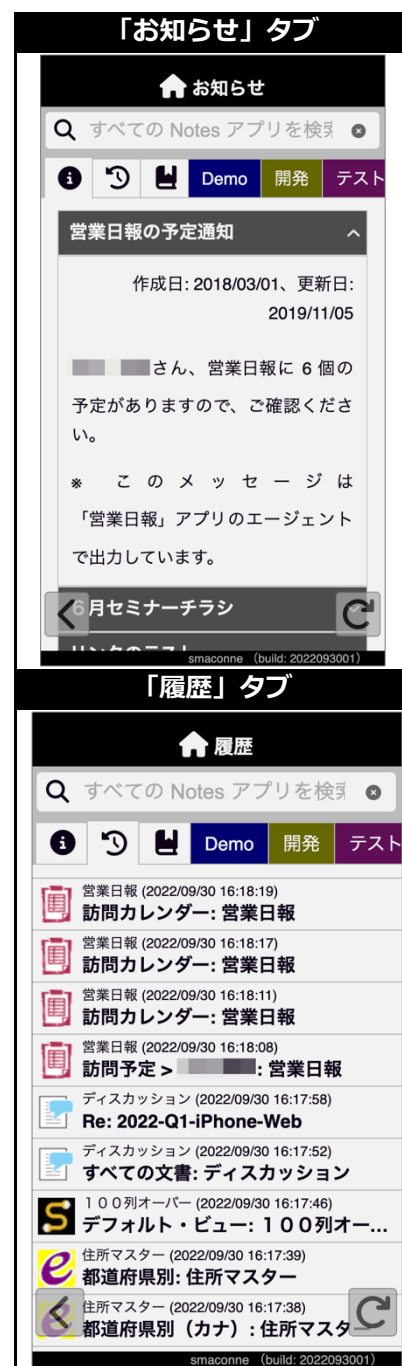 「お知らせ」タブ
お知らせ
すべての Notes アプリを検索
Demo 開発 テスト
営業日報の予定通知
作成日: 2018/03/01、更新日:
2019/11/05
さん、営業日報に 6 個の
予定がありますので、ご確認くださ
い。
※ このメッセージは
「営業日報」アプリのエージェント
で出力しています。
6月セミナーチラシ
リンクのテスト
smaconne （build: 2022093001）
「履歴」タブ
履歴
すべての Notes アプリを検索
Demo 開発 テスト
営業日報 (2022/09/30 16:18:19)
訪問カレンダー: 営業日報
営業日報 (2022/09/30 16:18:17)
訪問カレンダー: 営業日報
営業日報 (2022/09/30 16:18:11)
訪問カレンダー: 営業日報
営業日報 (2022/09/30 16:18:08)
訪問予定 > : 営業日報
ディスカッション (2022/09/30 16:17:58)
Re: 2022-Q1-iPhone-Web
ディスカッション (2022/09/30 16:17:52)
すべての文書: ディスカッション
１００列オーバー (2022/09/30 16:17:46)
デフォルト・ビュー: １００列オー...
住所マスター (2022/09/30 16:17:39)
都道府県別: 住所マスター
住所マスター (2022/09/30 16:17:38)
都道府県別（カナ）: 住所マスター
smaconne （build: 2022093001）